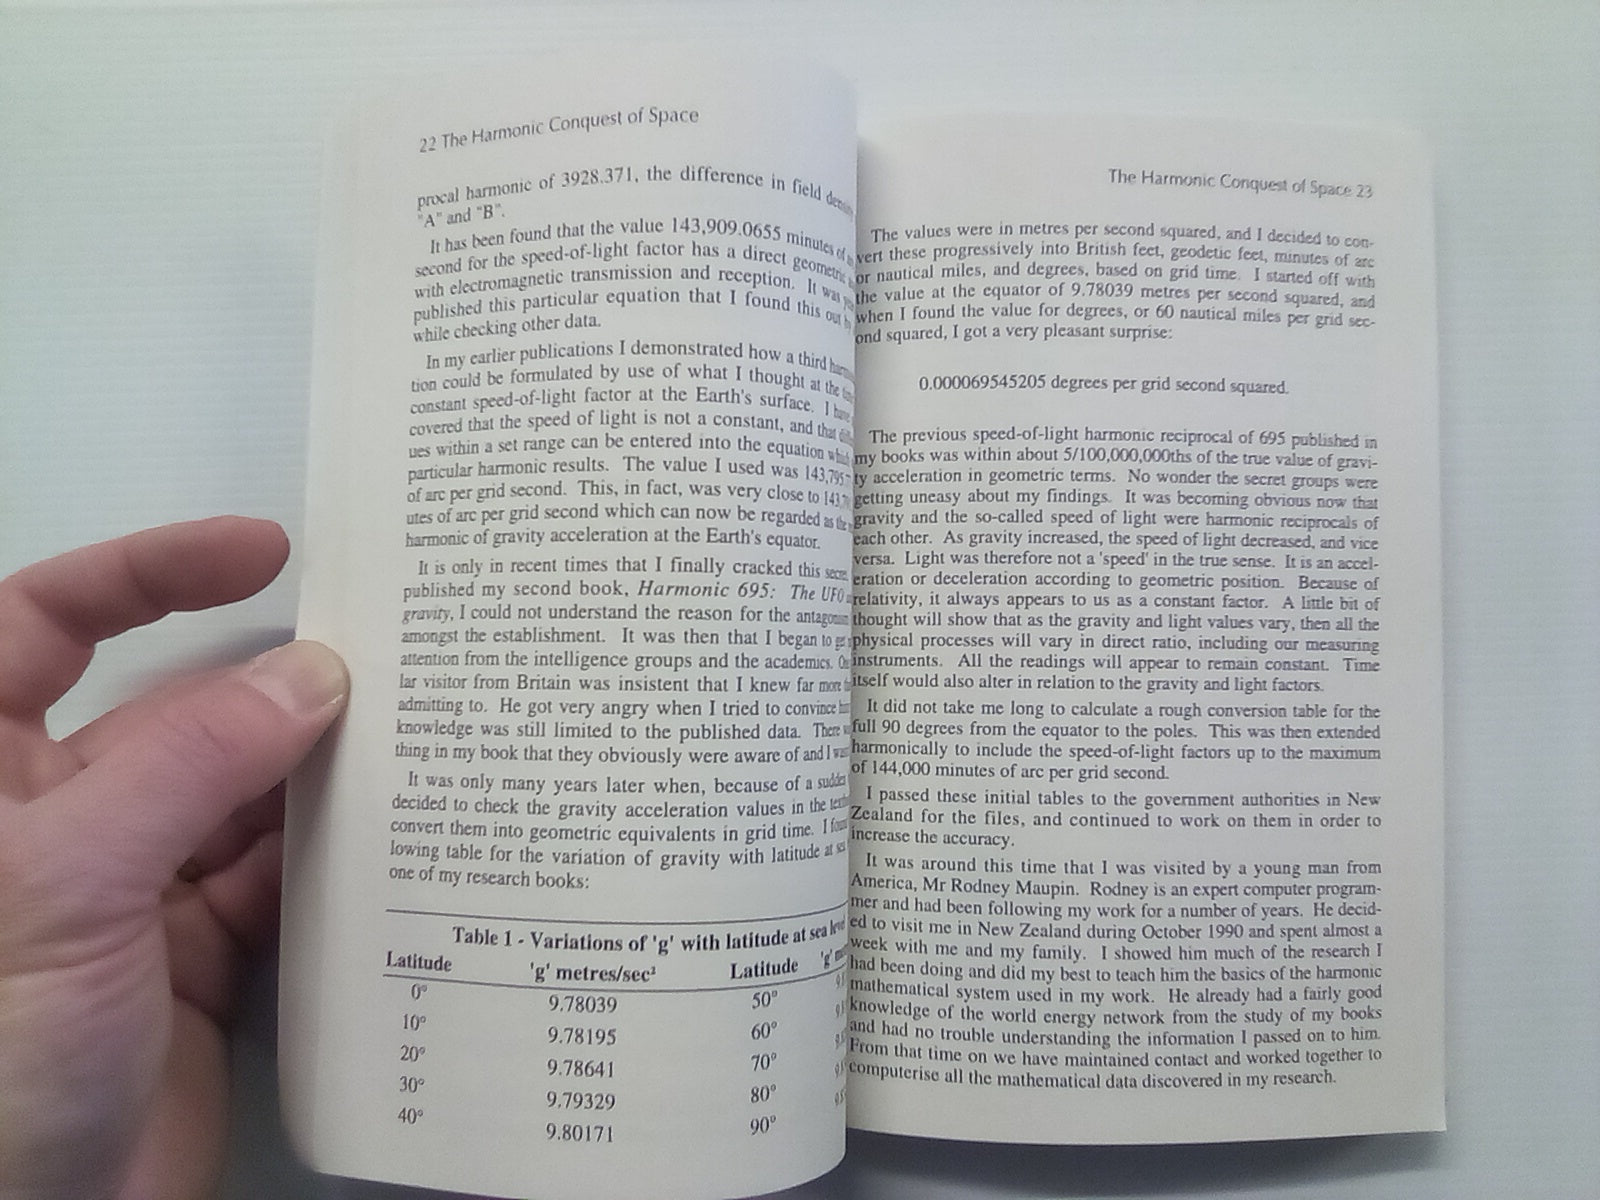 22 The Harmonic Conquest of Space
procal harmonic of 3928.371, the difference in field
"A" and "B".
It has been found that the value 143,909.0655 minutes of
second for the speed-of-light factor has a direct geometric
with electromagnetic transmission and reception. It was
published this particular equation that I found this out
while checking other data.
In my earlier publications I demonstrated how a third
tion could be formulated by use of what I thought at the
constant speed-of-light factor at the Earth's surface. I
covered that the speed of light is not a constant, and that
ues within a set range can be entered into the equation
particular harmonic results. The value I used was 143,795
of arc per grid second. This, in fact, was very close to
utes of arc per grid second which can now be regarded as the
harmonic of gravity acceleration at the Earth's equator.
It is only in recent times that I finally cracked this
published my second book, Harmonic 695: The UFO
gravity, I could not understand the reason for the antagonism
amongst the establishment. It was then that I began to get
attention from the intelligence groups and the academics.
lar visitor from Britain was insistent that I knew far more
admitting to. He got very angry when I tried to convince
knowledge was still limited to the published data. There
thing in my book that they obviously were aware of and I
It was only many years later when, because of a sudden
decided to check the gravity acceleration values in the
convert them into geometric equivalents in grid time. I found
lowing table for the variation of gravity with latitude at
one of my research books:
Table 1 - Variations of 'g' with latitude at sea level
Latitude 'g' metres/sec² Latitude 'g'
0° 9.78039 50°
10° 9.78195 60°
20° 9.78641 70°
30° 9.79329 80°
40° 9.80171 90°
The Harmonic Conquest of Space 23
The values were in metres per second squared, and I decided to con-
vert these progressively into British feet, geodetic feet, minutes of arc
or nautical miles, and degrees, based on grid time. I started off with
the value at the equator of 9.78039 metres per second squared, and
when I found the value for degrees, or 60 nautical miles per grid sec-
ond squared, I got a very pleasant surprise:
0.000069545205 degrees per grid second squared.
The previous speed-of-light harmonic reciprocal of 695 published in
my books was within about 5/100,000,000ths of the true value of gravi-
ty acceleration in geometric terms. No wonder the secret groups were
getting uneasy about my findings. It was becoming obvious now that
gravity and the so-called speed of light were harmonic reciprocals of
each other. As gravity increased, the speed of light decreased, and vice
versa. Light was therefore not a 'speed' in the true sense. It is an accel-
eration or deceleration according to geometric position. Because of
relativity, it always appears to us as a constant factor. A little bit of
thought will show that as the gravity and light values vary, then all the
physical processes will vary in direct ratio, including our measuring
instruments. All the readings will appear to remain constant. Time
itself would also alter in relation to the gravity and light factors.
It did not take me long to calculate a rough conversion table for the
full 90 degrees from the equator to the poles. This was then extended
harmonically to include the speed-of-light factors up to the maximum
of 144,000 minutes of arc per grid second.
I passed these initial tables to the government authorities in New
Zealand for the files, and continued to work on them in order to
increase the accuracy.
It was around this time that I was visited by a young man from
America, Mr Rodney Maupin. Rodney is an expert computer program-
mer and had been following my work for a number of years. He decid-
ed to visit me in New Zealand during October 1990 and spent almost a
week with me and my family. I showed him much of the research I
had been doing and did my best to teach him the basics of the harmonic
mathematical system used in my work. He already had a fairly good
knowledge of the world energy network from the study of my books
and had no trouble understanding the information I passed on to him.
From that time on we have maintained contact and worked together to
computerise all the mathematical data discovered in my research.